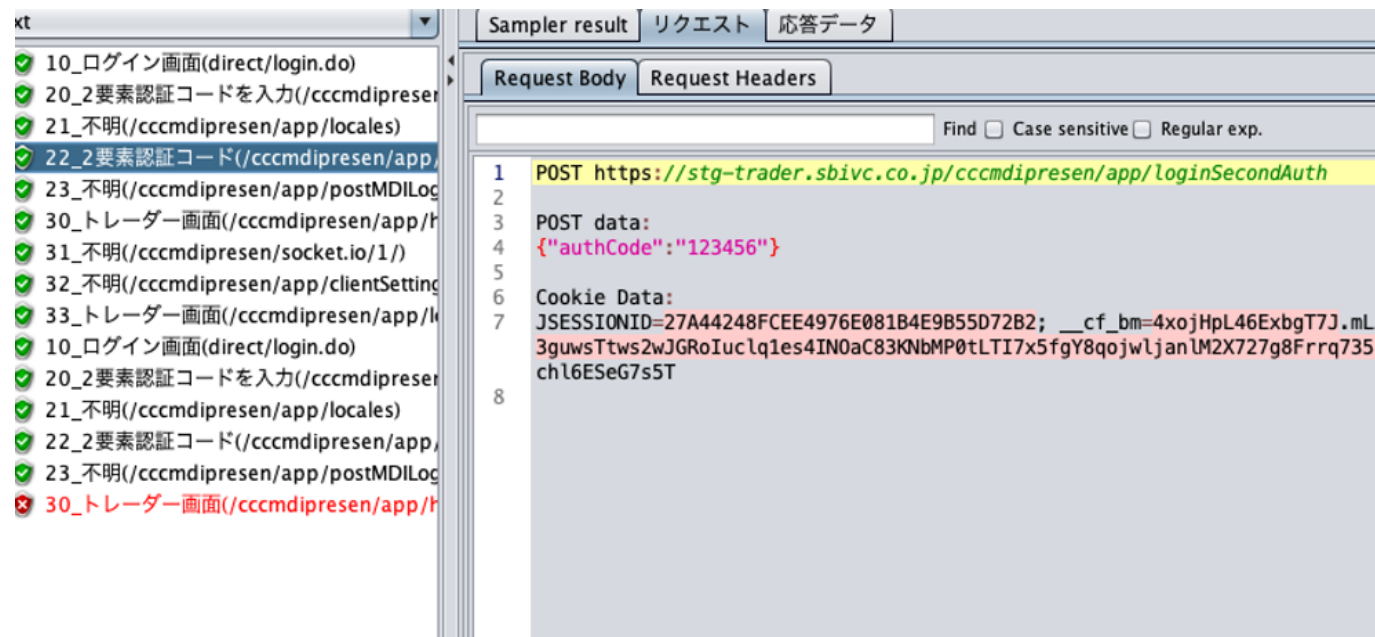 xt
10_ログイン画面(direct/login.do)
20_2要素認証コードを入力(/cccmdipreser
21_不明(/cccmdipresen/app/locales)
22_2要素認証コード(/cccmdipresen/app/
23_不明(/cccmdipresen/app/postMDILog
30_トレーダー画面(/cccmdipresen/app/h
31_不明(/cccmdipresen/socket.io/1/)
32_不明(/cccmdipresen/app/clientSetting
33_トレーダー画面(/cccmdipresen/app/l
10_ログイン画面(direct/login.do)
20_2要素認証コードを入力(/cccmdipreser
21_不明(/cccmdipresen/app/locales)
22_2要素認証コード(/cccmdipresen/app/
23_不明(/cccmdipresen/app/postMDILog
30_トレーダー画面(/cccmdipresen/app/h
Sampler result リクエスト 応答データ
Request Body Request Headers
Find Case sensitive Regular exp.
1 POST https://stg-trader.sbivc.co.jp/cccmdipresen/app/loginSecondAuth
2
3 POST data:
4 {"authCode":"123456"}
5
6 Cookie Data:
7 JSESSIONID=27A44248FCEE4976E081B4E9B55D72B2; __cf_bm=4xojHpL46ExbgT7J.mL
3guwsTtws2wJGRoIuclq1es4INOaC83KNbMP0tLTI7x5fgY8qojwljanlM2X727g8Frrq735
chl6ESeG7s5T
8